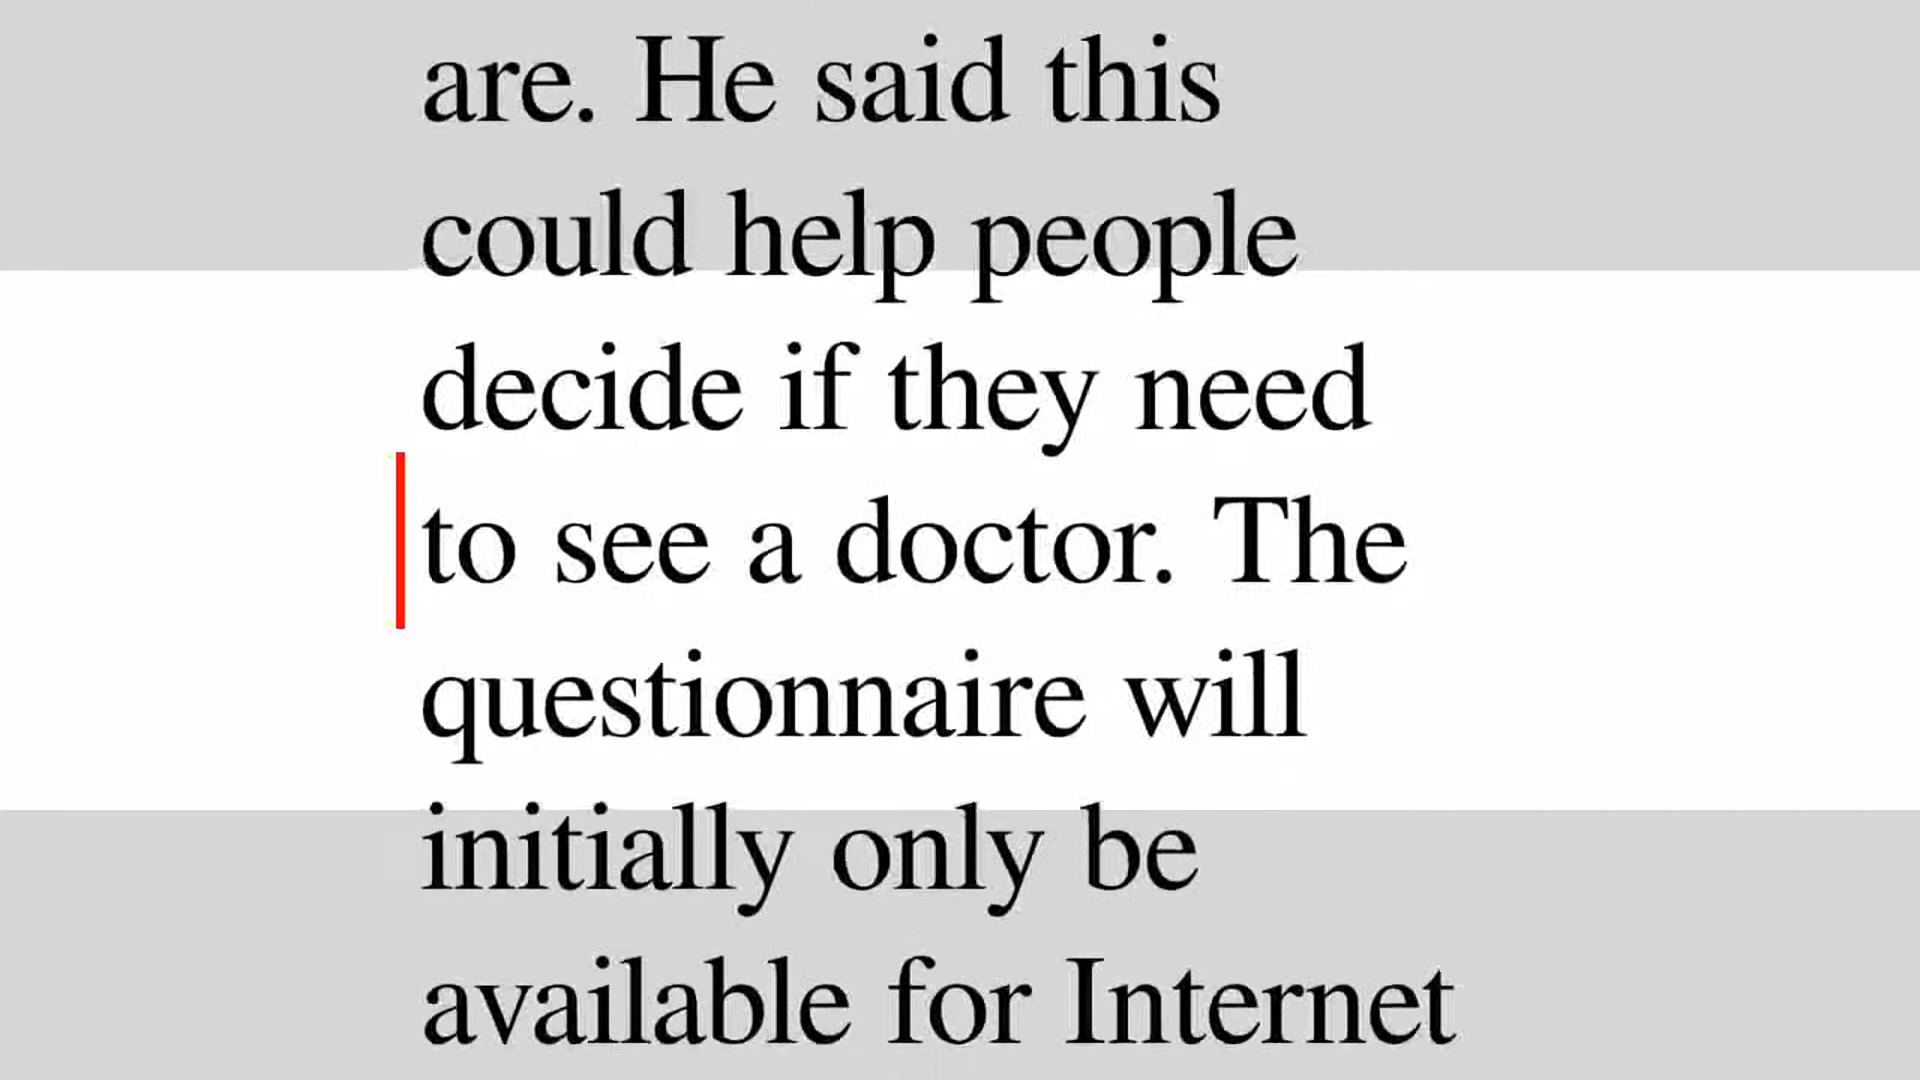 are. He said this
could help people
decide if they need
to see a doctor. The
questionnaire will
initially only be
available for Internet